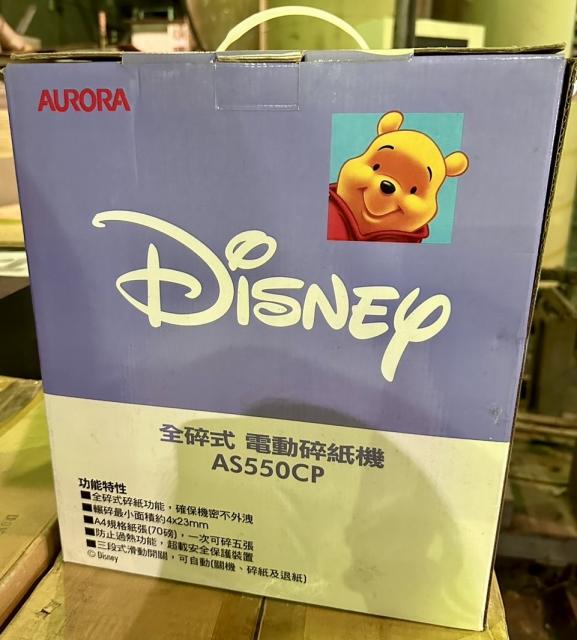 AURORA
Disney
全碎式 電動碎紙機
AS550CP
功能特性
■全碎式碎紙功能，確保機密不外洩
■輾碎最小面積約4x23mm
■A4規格紙張(70磅)，一次可碎五張
■防止過熱功能，超載安全保護裝置
■三段式滑動開關，可自動(關機、碎紙及退紙)
© Disney